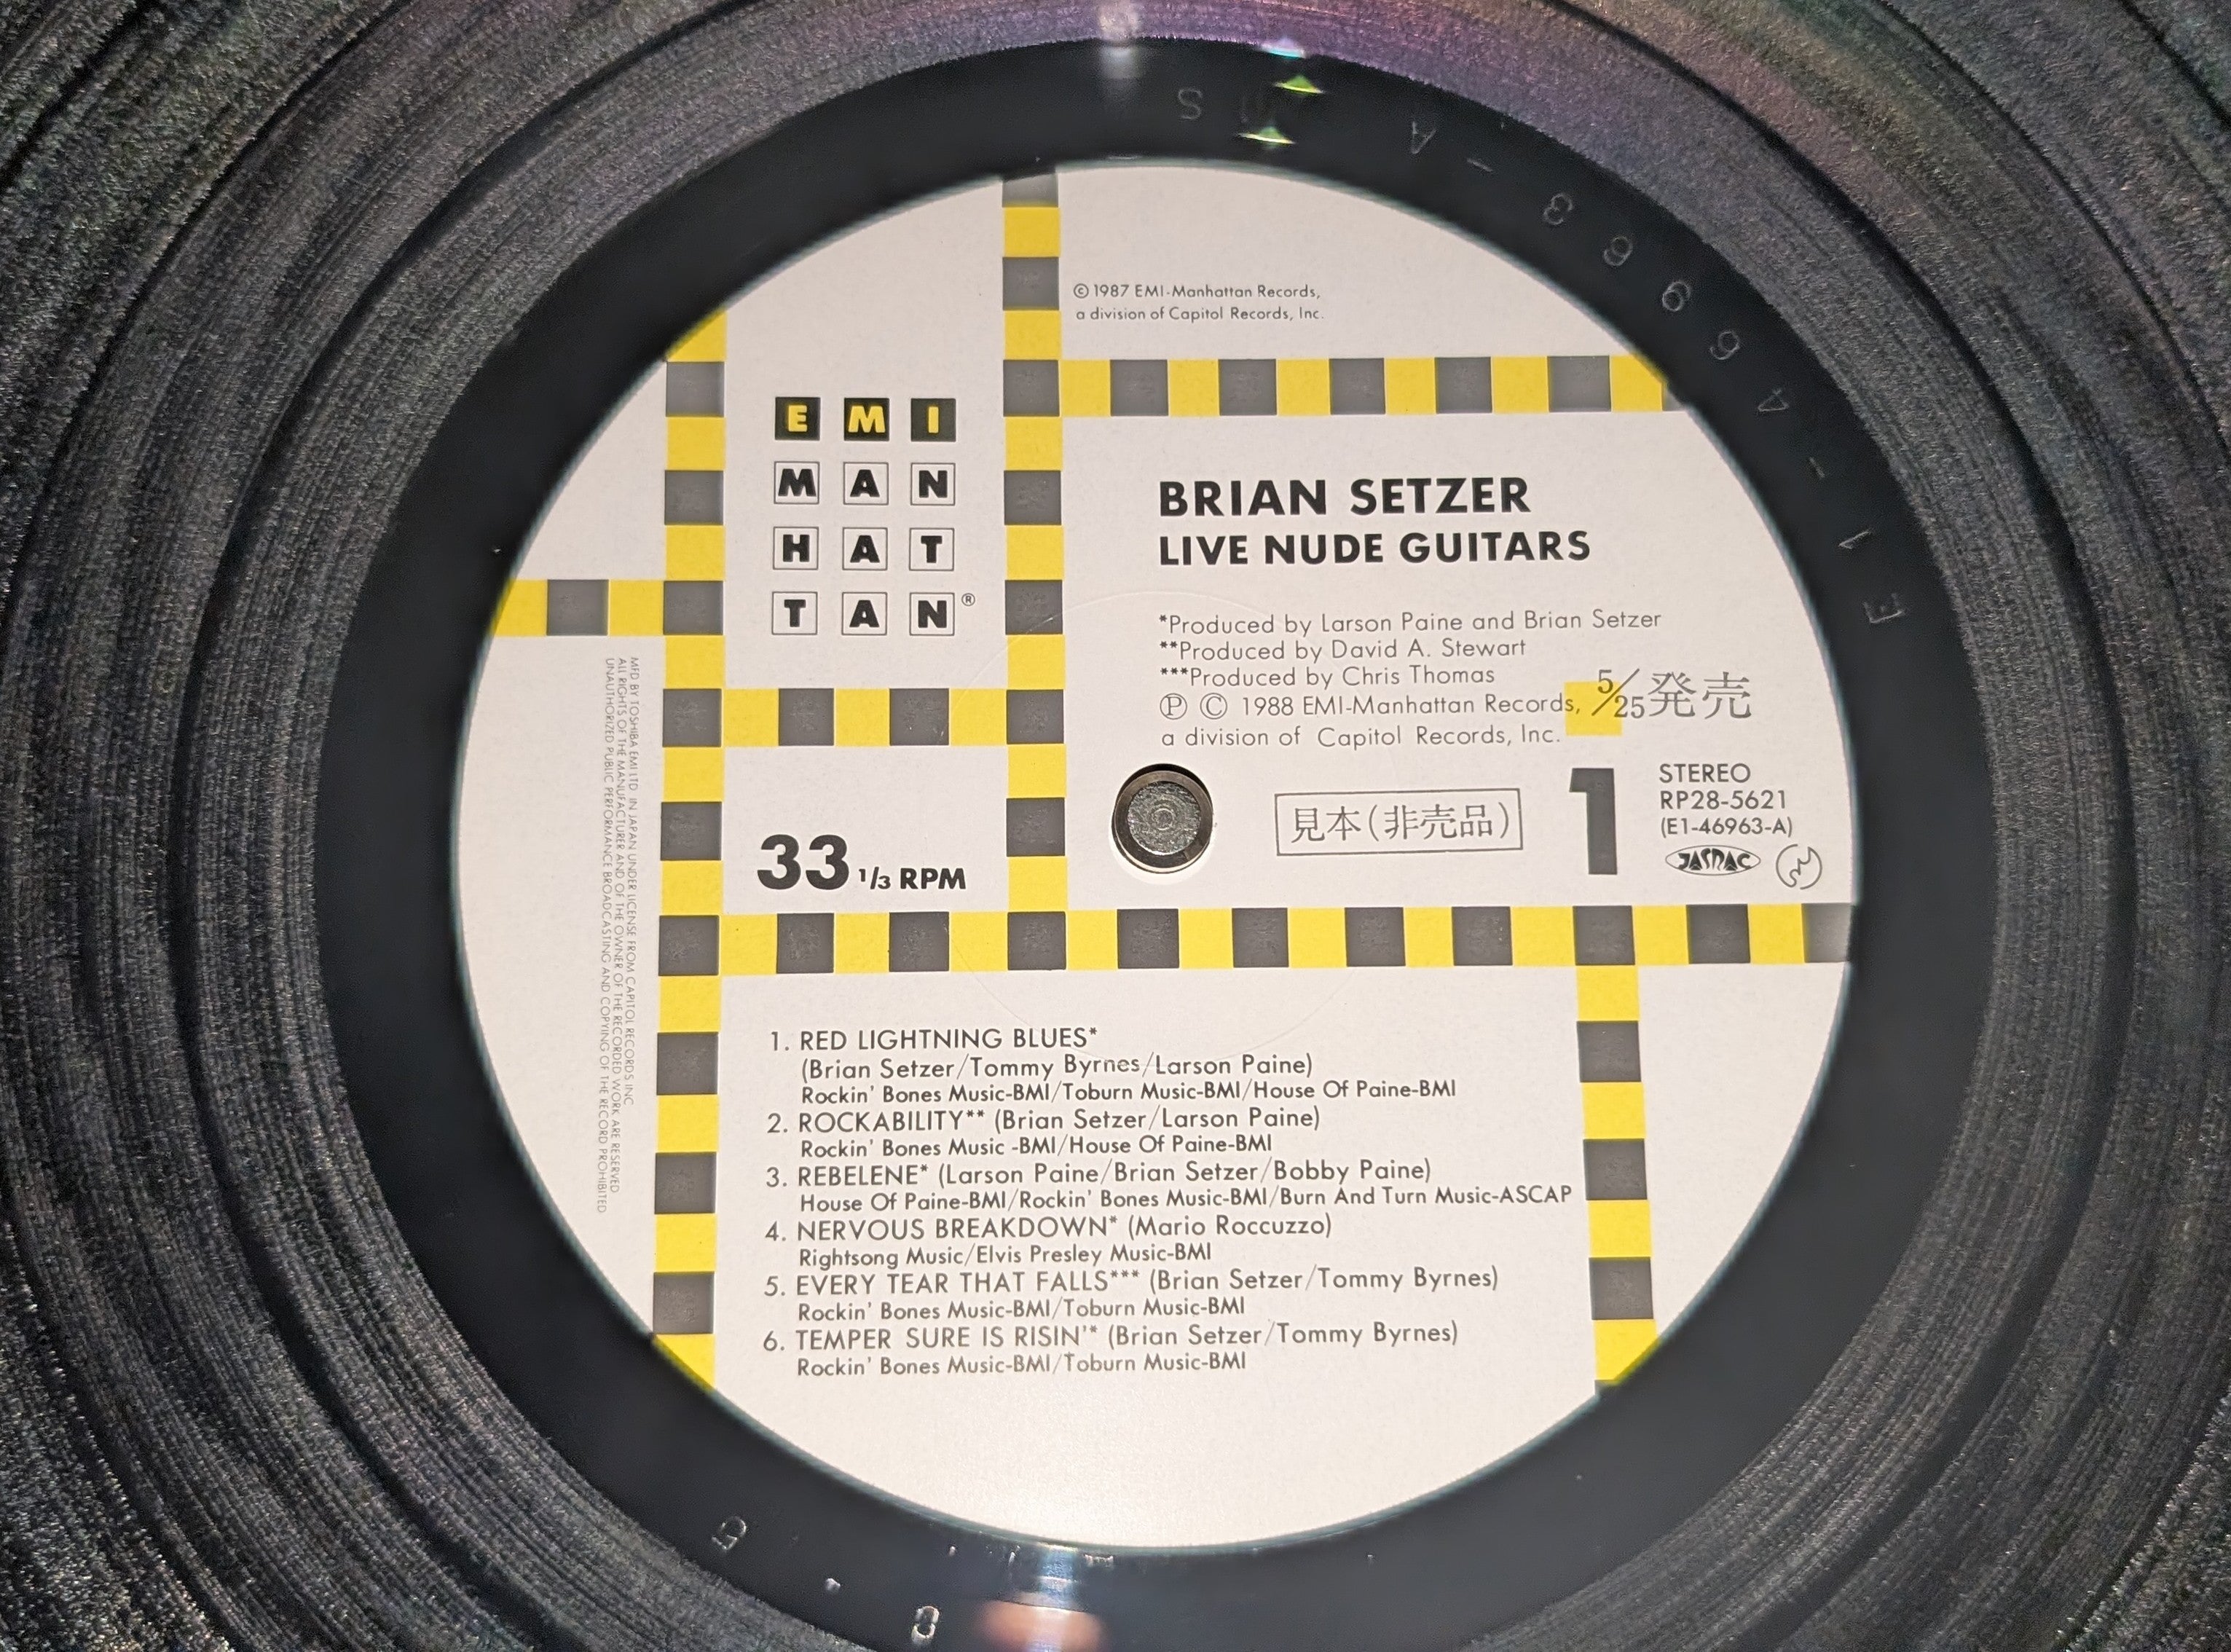 © 1987 EMI-Manhattan Records,
a division of Capitol Records, Inc.
EMI
MAN
HAT
TAN®
BRIAN SETZER
LIVE NUDE GUITARS
*Produced by Larson Paine and Brian Setzer
**Produced by David A. Stewart
***Produced by Chris Thomas
Ⓟ © 1988 EMI-Manhattan Records,
a division of Capitol Records, Inc.
5/25発売
見本(非売品)
1
STEREO
RP28-5621
(E1-46963-A)
JASRAC
33 1/3 RPM
1. RED LIGHTNING BLUES*
(Brian Setzer/Tommy Byrnes/Larson Paine)
Rockin' Bones Music-BMI/Toburn Music-BMI/House Of Paine-BMI
2. ROCKABILITY** (Brian Setzer/Larson Paine)
Rockin' Bones Music -BMI/House Of Paine-BMI
3. REBELENE* (Larson Paine/Brian Setzer/Bobby Paine)
House Of Paine-BMI/Rockin' Bones Music-BMI/Burn And Turn Music-ASCAP
4. NERVOUS BREAKDOWN* (Mario Roccuzzo)
Rightsong Music/Elvis Presley Music-BMI
5. EVERY TEAR THAT FALLS*** (Brian Setzer/Tommy Byrnes)
Rockin' Bones Music-BMI/Toburn Music-BMI
6. TEMPER SURE IS RISIN'* (Brian Setzer/Tommy Byrnes)
Rockin' Bones Music-BMI/Toburn Music-BMI
MFD BY TOSHIBA EMI LTD. IN JAPAN UNDER LICENSE FROM CAPITOL RECORDS INC.
ALL RIGHTS OF THE MANUFACTURER AND OF THE OWNER OF THE RECORDED WORK ARE RESERVED
UNAUTHORIZED PUBLIC PERFORMANCE BROADCASTING AND COPYING OF THE RECORD PROHIBITED
E1-46963-A
S